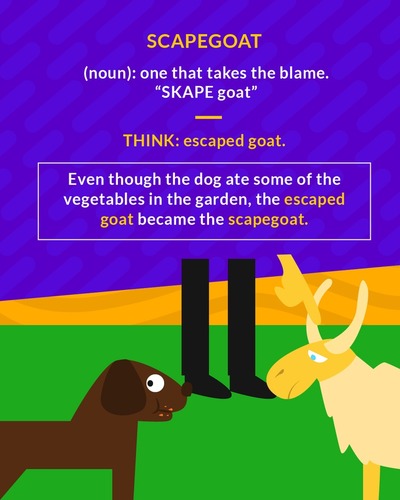 SCAPEGOAT
(noun): one that takes the blame.
“SKAPE goat”
THINK: escaped goat.
Even though the dog ate some of the
vegetables in the garden, the escaped
goat became the scapegoat.